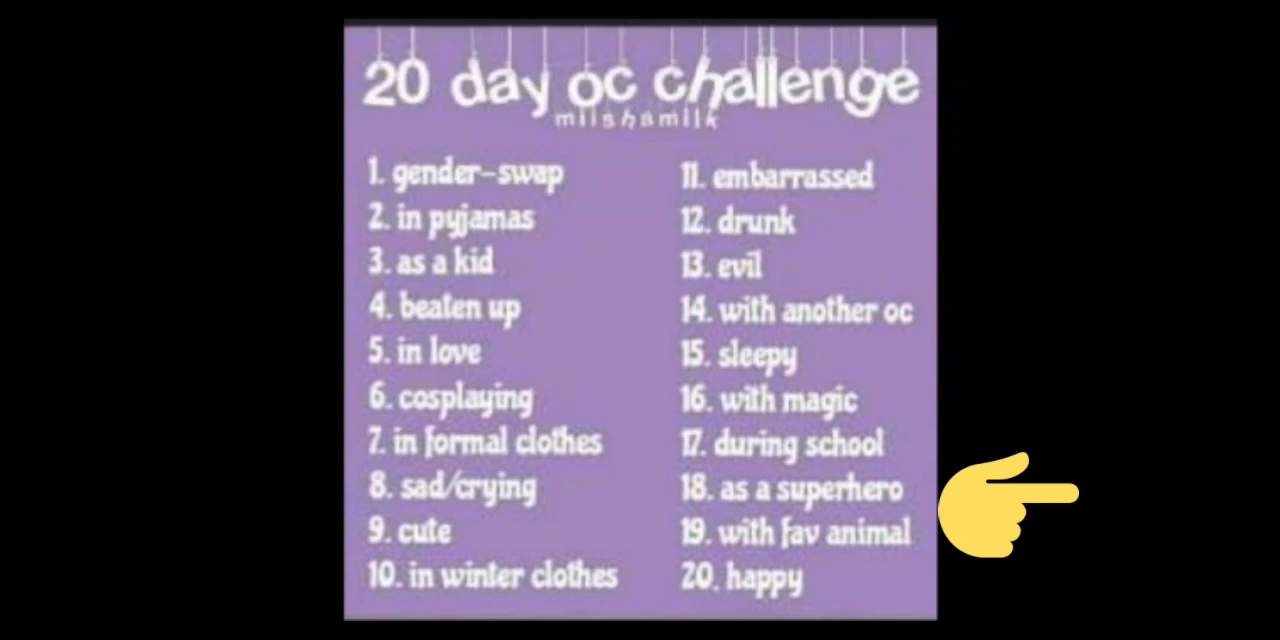 20 day oc challenge
miishamilk
1. gender-swap
2. in pyjamas
3. as a kid
4. beaten up
5. in love
6. cosplaying
7. in formal clothes
8. sad/crying
9. cute
10. in winter clothes
11. embarrassed
12. drunk
13. evil
14. with another oc
15. sleepy
16. with magic
17. during school
18. as a superhero
19. with fav animal
20. happy